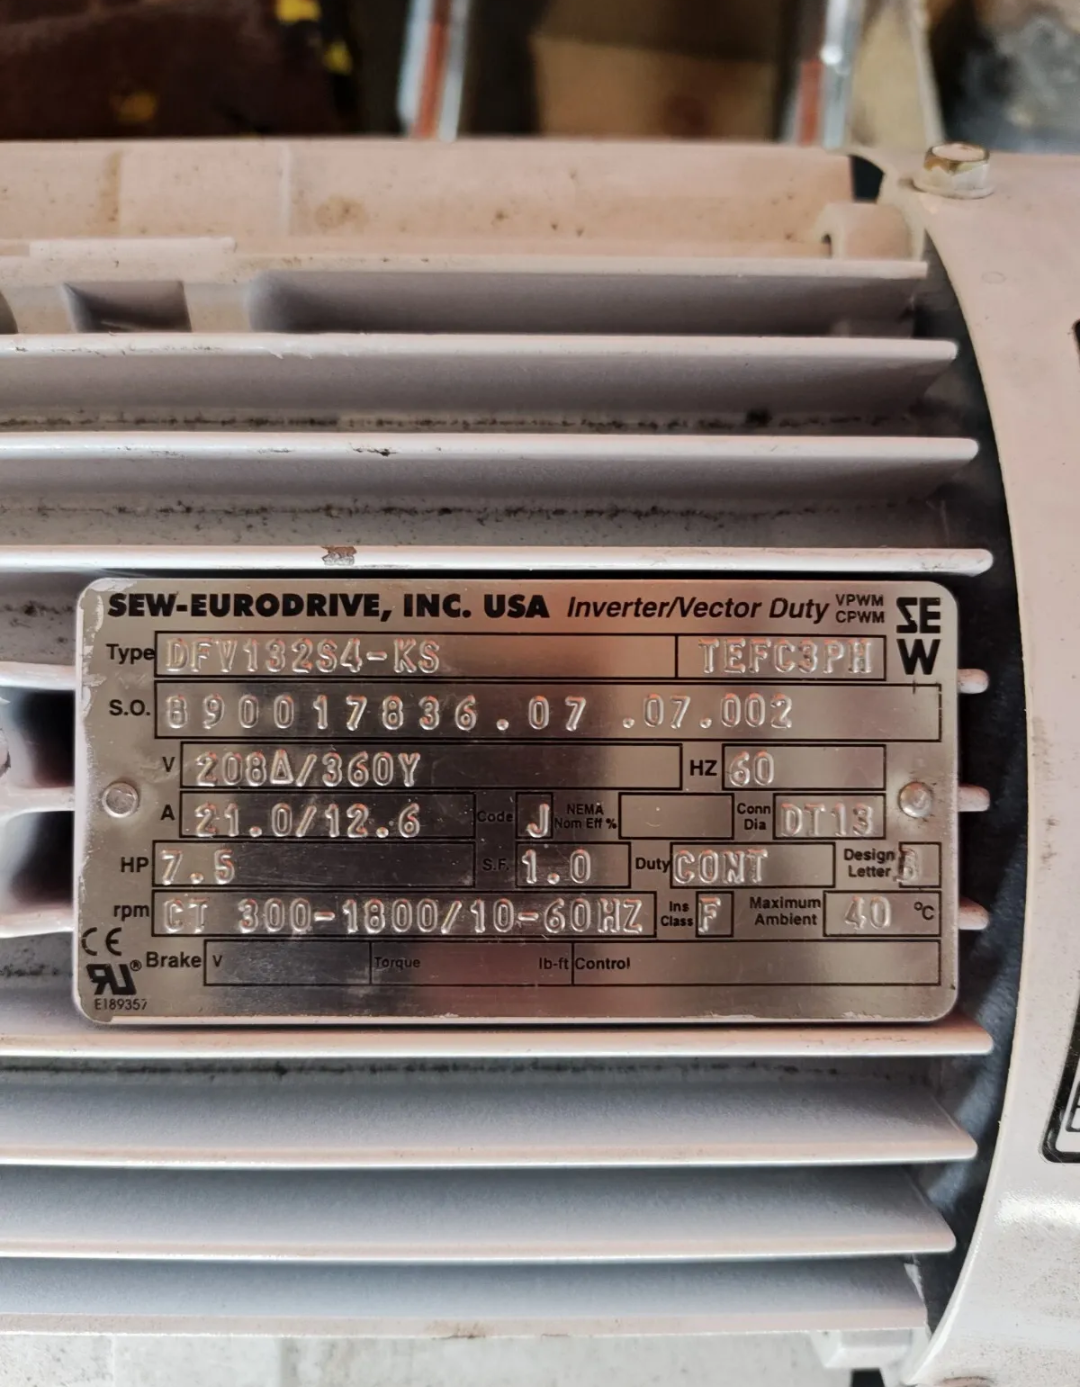 SEW-EURODRIVE, INC. USA Inverter/Vector Duty VPWM CPWM SEW
Type DFV132S4-KS TEFC3PH
S.O. 890017836.07 .07.002
V 208Δ/360Y HZ 60
A 21.0/12.6 Code J NEMA Nom Eff % Conn Dia DT13
HP 7.5 S.F. 1.0 Duty CONT Design Letter B
rpm CT 300-1800/10-60HZ Ins Class F Maximum Ambient 40 °C
CE
Brake V Torque lb-ft Control
E189357